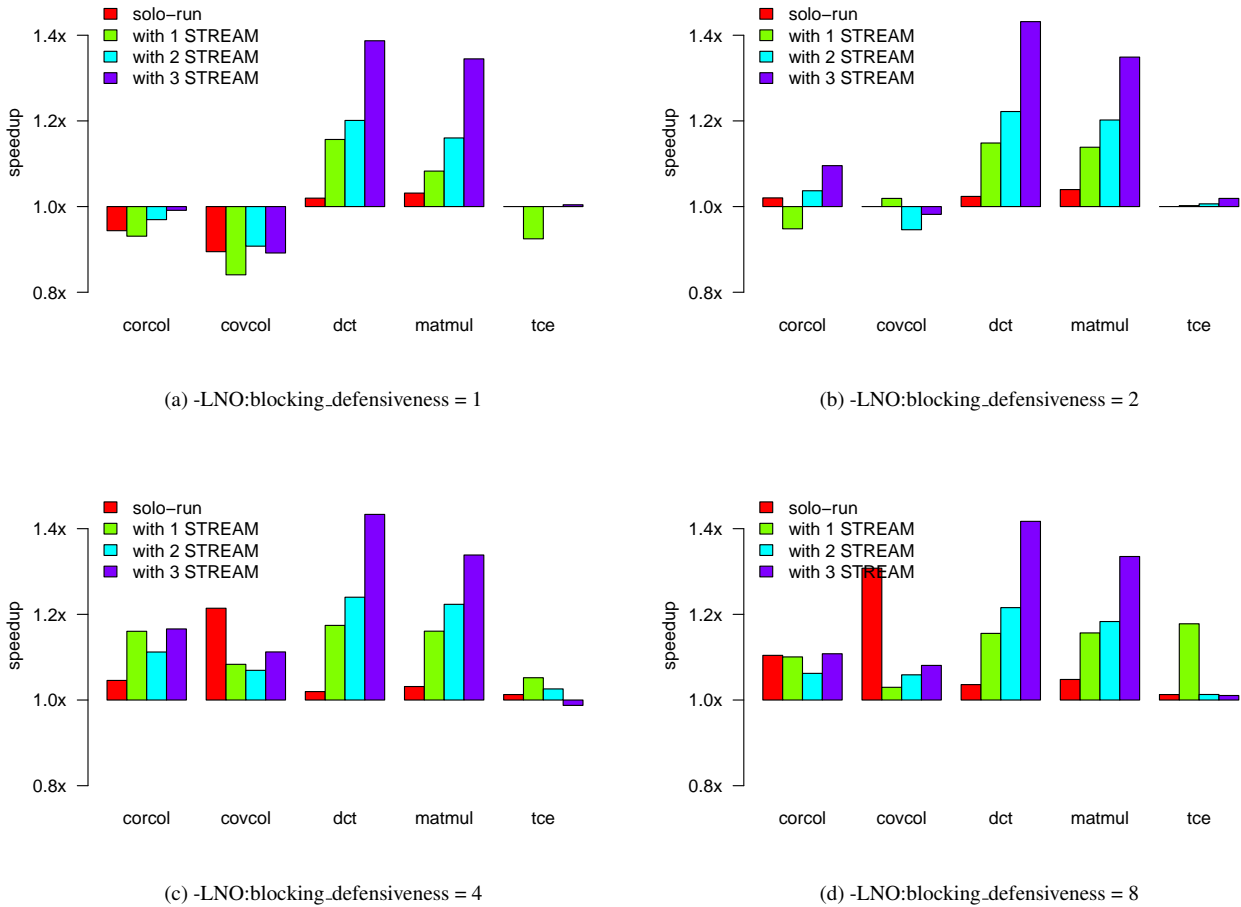 solo−run
with 1 STREAM
with 2 STREAM
with 3 STREAM
speedup
1.4x
1.2x
1.0x
0.8x
corcol covcol dct matmul tce
(a) -LNO:blocking_defensiveness = 1
solo−run
with 1 STREAM
with 2 STREAM
with 3 STREAM
speedup
1.4x
1.2x
1.0x
0.8x
corcol covcol dct matmul tce
(b) -LNO:blocking_defensiveness = 2
solo−run
with 1 STREAM
with 2 STREAM
with 3 STREAM
speedup
1.4x
1.2x
1.0x
0.8x
corcol covcol dct matmul tce
(c) -LNO:blocking_defensiveness = 4
solo−run
with 1 STREAM
with 2 STREAM
with 3 STREAM
speedup
1.4x
1.2x
1.0x
0.8x
corcol covcol dct matmul tce
(d) -LNO:blocking_defensiveness = 8